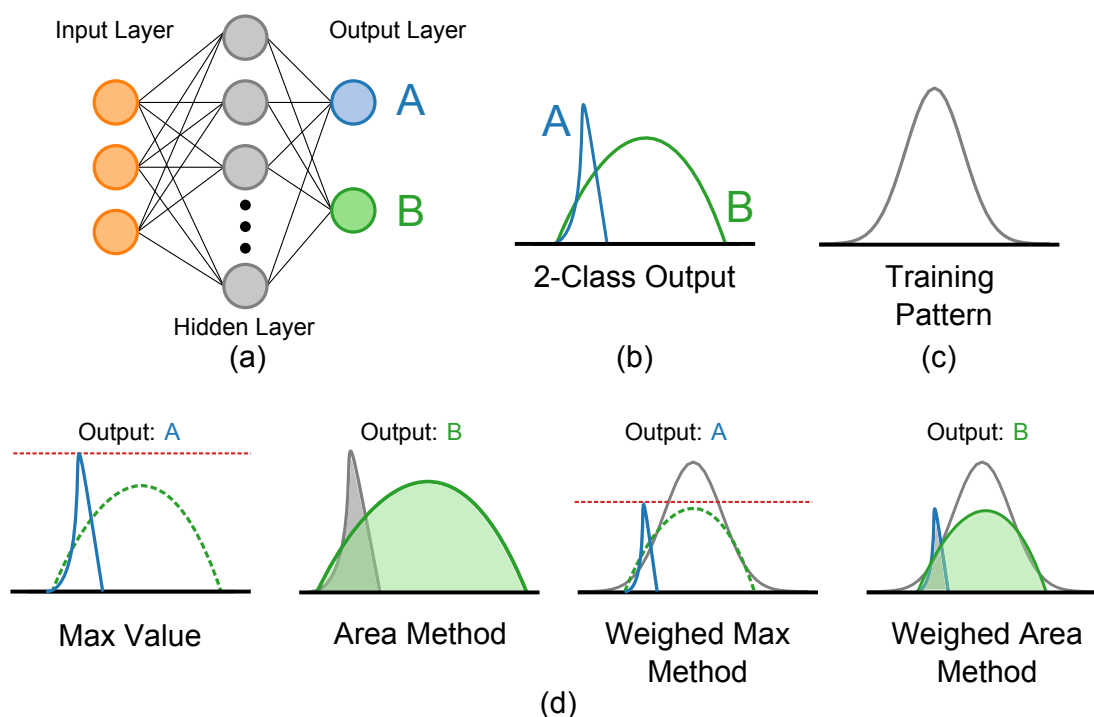 Input Layer
Output Layer
A
B
Hidden Layer
(a)
A
B
2-Class Output
(b)
Training
Pattern
(c)
Output: A
Max Value
Output: B
Area Method
Output: A
Weighed Max
Method
Output: B
Weighed Area
Method
(d)